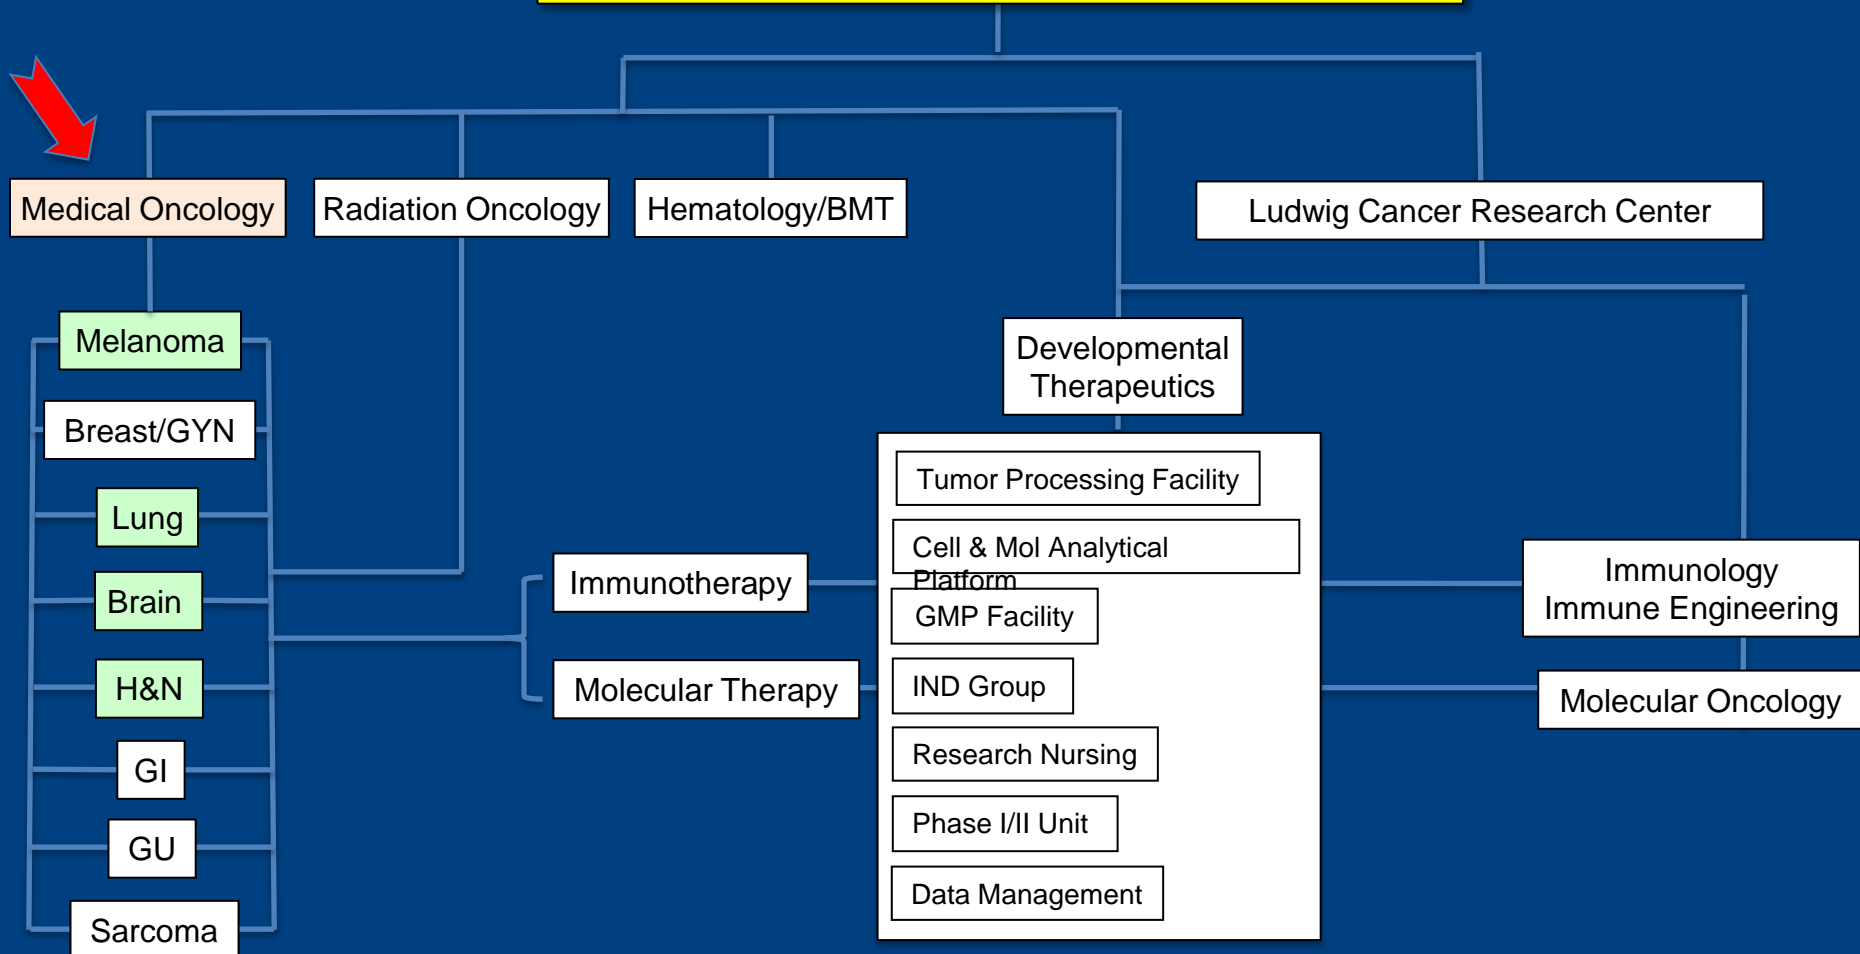 Medical Oncology
Radiation Oncology
Hematology/BMT
Ludwig Cancer Research Center
Melanoma
Breast/GYN
Lung
Brain
H&N
GI
GU
Sarcoma
Immunotherapy
Molecular Therapy
Developmental
Therapeutics
Tumor Processing Facility
Cell & Mol Analytical
Platform
GMP Facility
IND Group
Research Nursing
Phase I/II Unit
Data Management
Immunology
Immune Engineering
Molecular Oncology